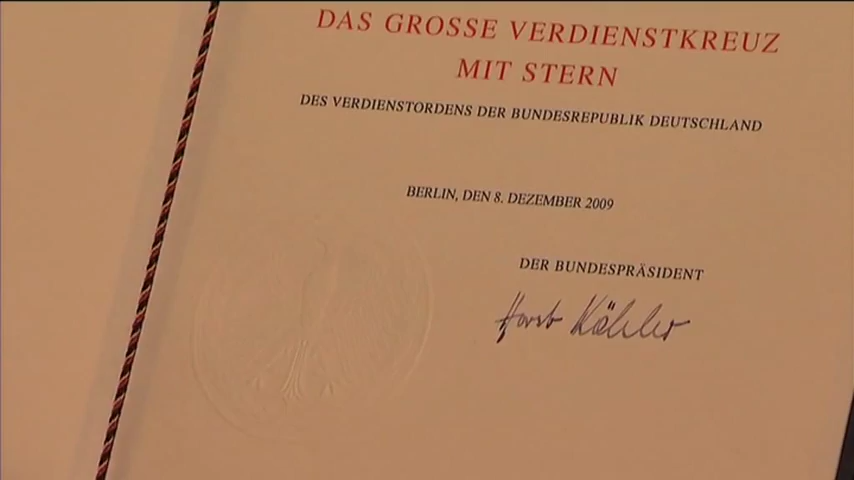 DAS GROSSE VERDIENSTKREUZ
MIT STERN
DES VERDIENSTORDENS DER BUNDESREPUBLIK DEUTSCHLAND
BERLIN, DEN 8. DEZEMBER 2009
DER BUNDESPRÄSIDENT
Horst Köhler